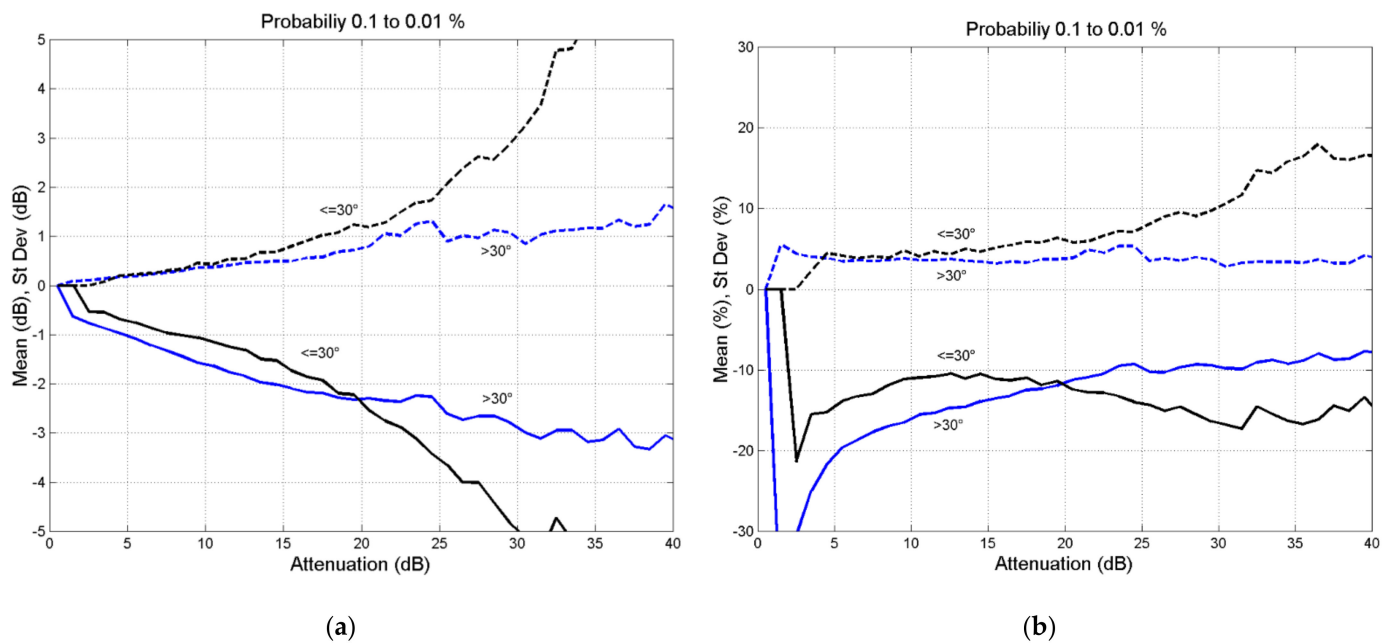 Probabiliy 0.1 to 0.01 %
Mean (dB), St Dev (dB)
5
4
3
2
1
0
-1
-2
-3
-4
-5
<=30°
>30°
<=30°
>30°
0 5 10 15 20 25 30 35 40
Attenuation (dB)
(a)
Probabiliy 0.1 to 0.01 %
Mean (%), St Dev (%)
30
20
10
0
-10
-20
-30
<=30°
>30°
<=30°
>30°
0 5 10 15 20 25 30 35 40
Attenuation (dB)
(b)